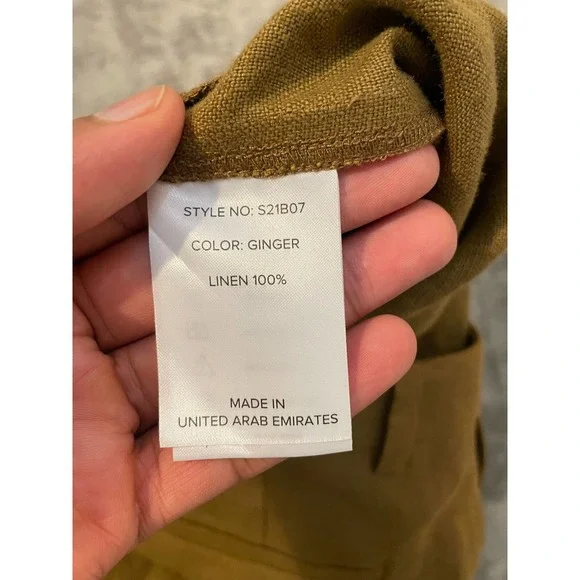 STYLE NO: S21B07
COLOR: GINGER
LINEN 100%
MADE IN
UNITED ARAB EMIRATES